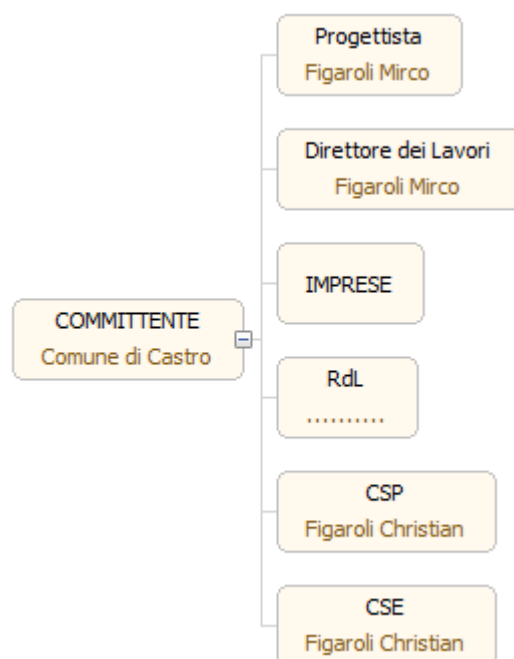 Progettista
Figaroli Mirco
Direttore dei Lavori
Figaroli Mirco
IMPRESE
COMMITTENTE
Comune di Castro
RdL
..........
CSP
Figaroli Christian
CSE
Figaroli Christian